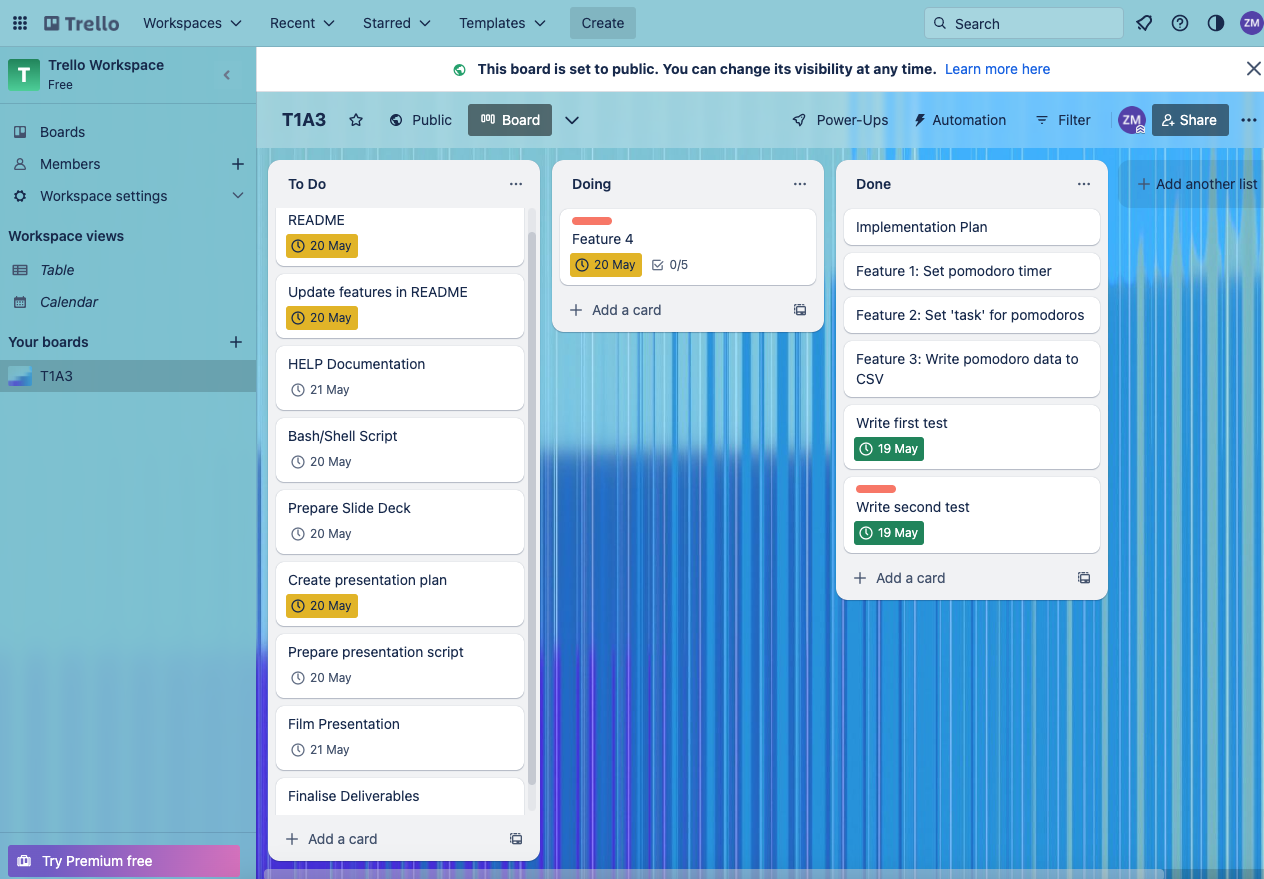 Trello
Workspaces
Recent
Starred
Templates
Create
Search
ZM
T
Trello Workspace
Free
This board is set to public. You can change its visibility at any time. Learn more here
Boards
Members
Workspace settings
Workspace views
Table
Calendar
Your boards
T1A3
Try Premium free
T1A3
Public
Board
Power-Ups
Automation
Filter
ZM
Share
To Do
README
20 May
Update features in README
20 May
HELP Documentation
21 May
Bash/Shell Script
20 May
Prepare Slide Deck
20 May
Create presentation plan
20 May
Prepare presentation script
20 May
Film Presentation
21 May
Finalise Deliverables
Add a card
Doing
Feature 4
20 May
0/5
Add a card
Done
Implementation Plan
Feature 1: Set pomodoro timer
Feature 2: Set 'task' for pomodoros
Feature 3: Write pomodoro data to
CSV
Write first test
19 May
Write second test
19 May
Add a card
Add another list